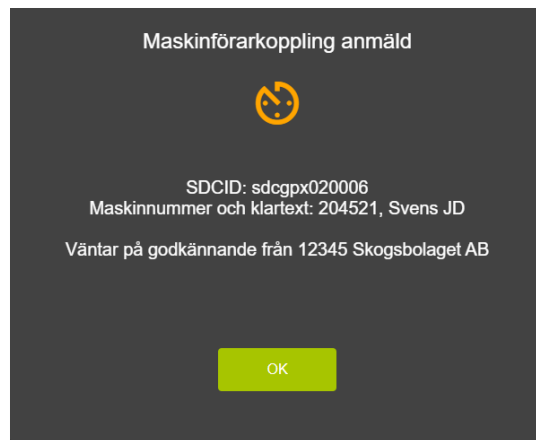 Maskinförarkoppling anmäld
SDCID: sdcgpx020006
Maskinnummer och klartext: 204521, Svens JD
Väntar på godkännande från 12345 Skogsbolaget AB
OK